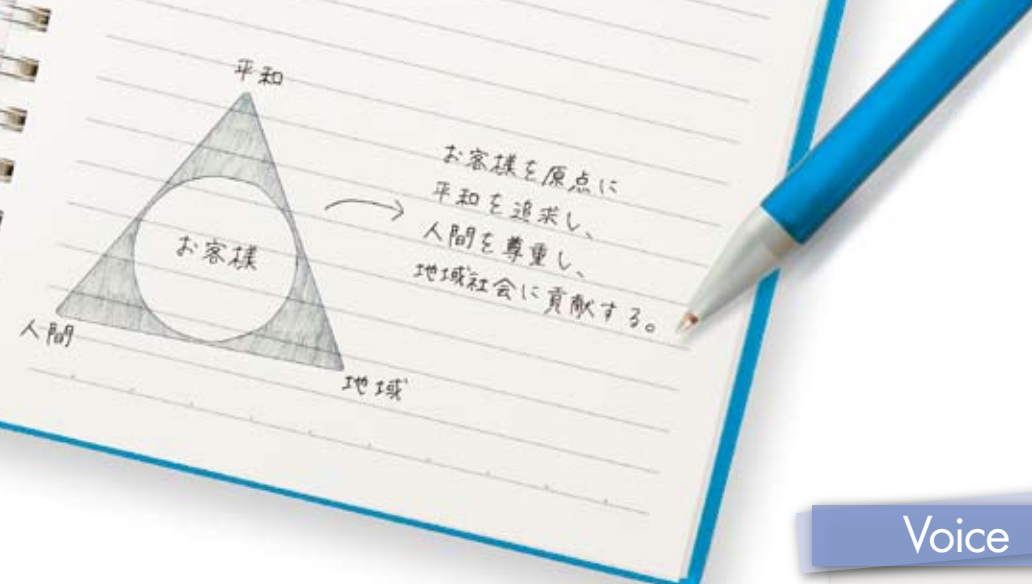 平和
お客様
人間
地域
お客様を原点に
平和を追求し、
人間を尊重し、
地域社会に貢献する。
Voice